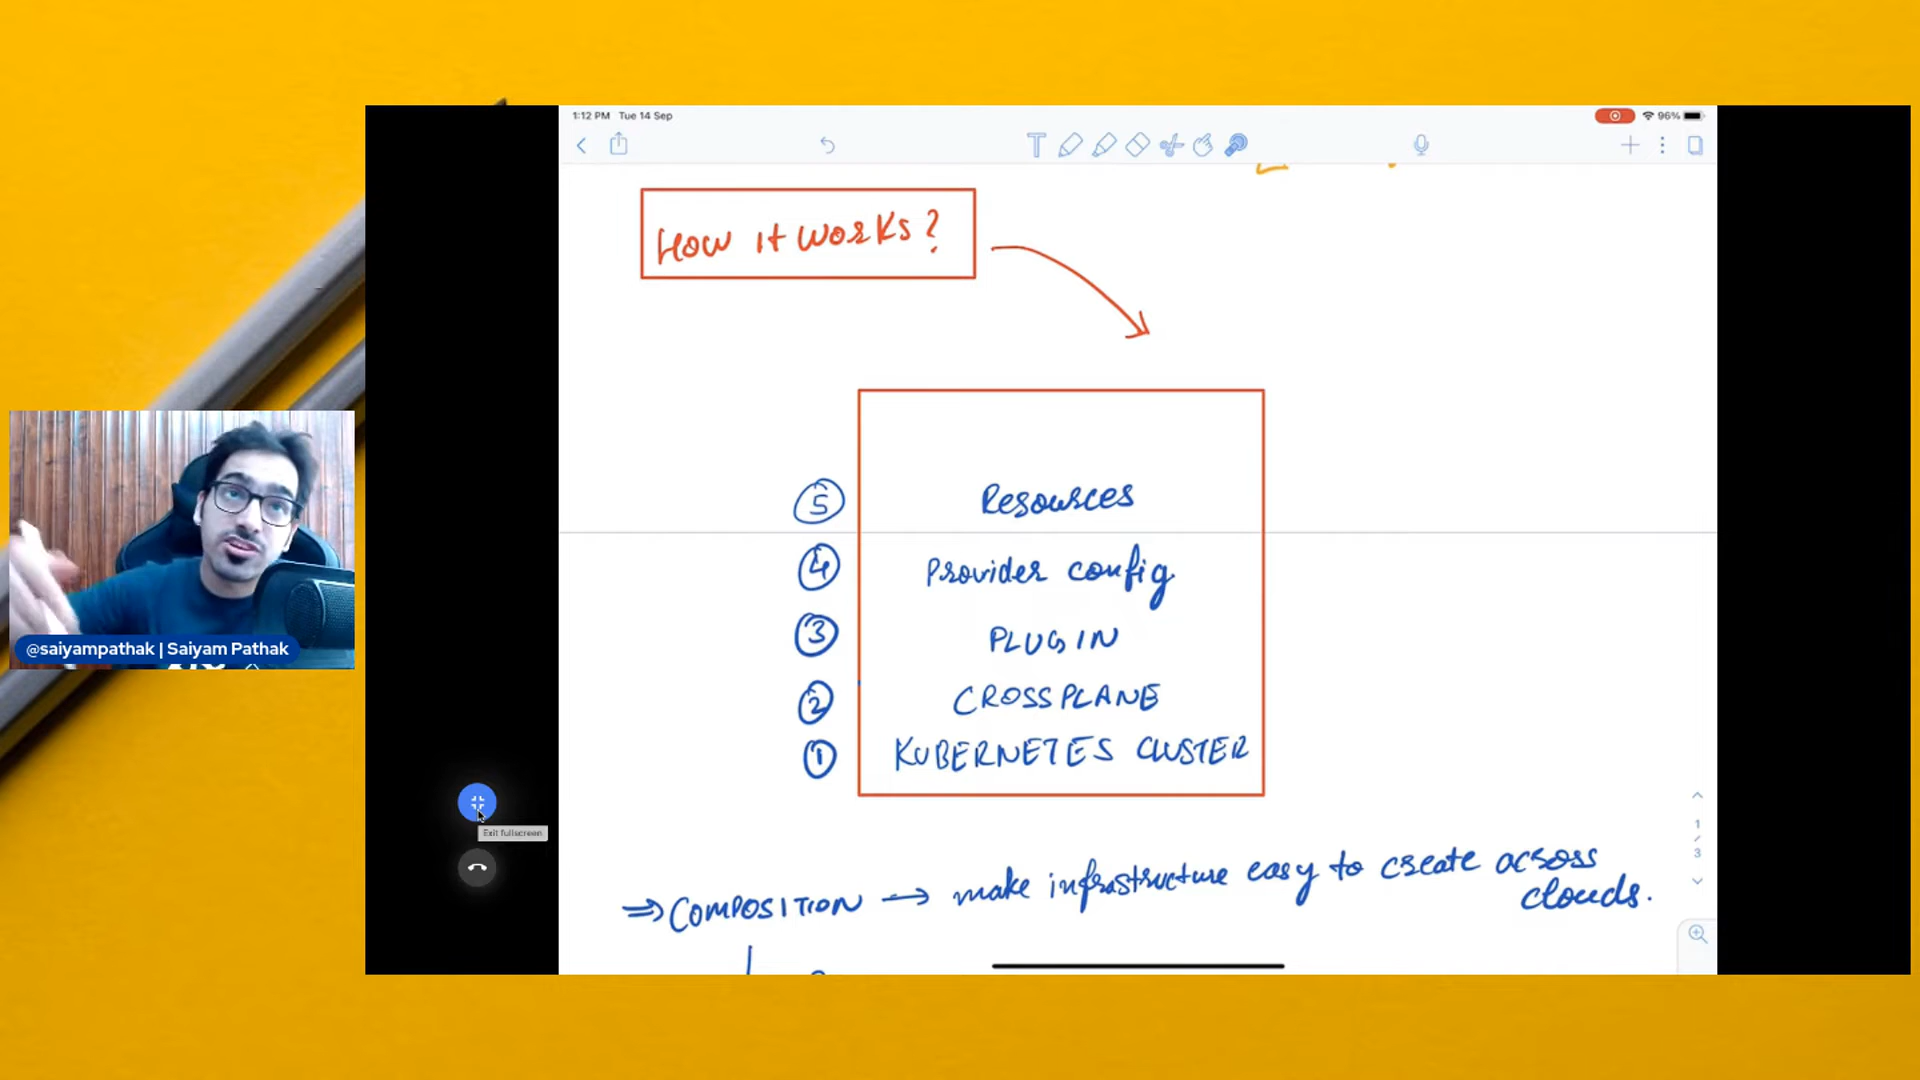 1:12 PM Tue 14 Sep
96%
How it works?
5 Resources
4 Provider config
3 PLUGIN
2 CROSSPLANE
1 KUBERNETES CLUSTER
⇒ COMPOSITION → make infrastructure easy to create across
clouds.
@saiyampathak | Saiyam Pathak
Exit fullscreen
1
/
3